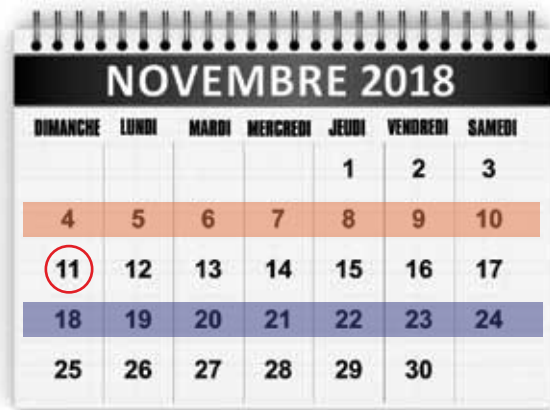 NOVEMBRE 2018
DIMANCHE LUNDI MARDI MERCREDI JEUDI VENDREDI SAMEDI
1 2 3
4 5 6 7 8 9 10
11 12 13 14 15 16 17
18 19 20 21 22 23 24
25 26 27 28 29 30